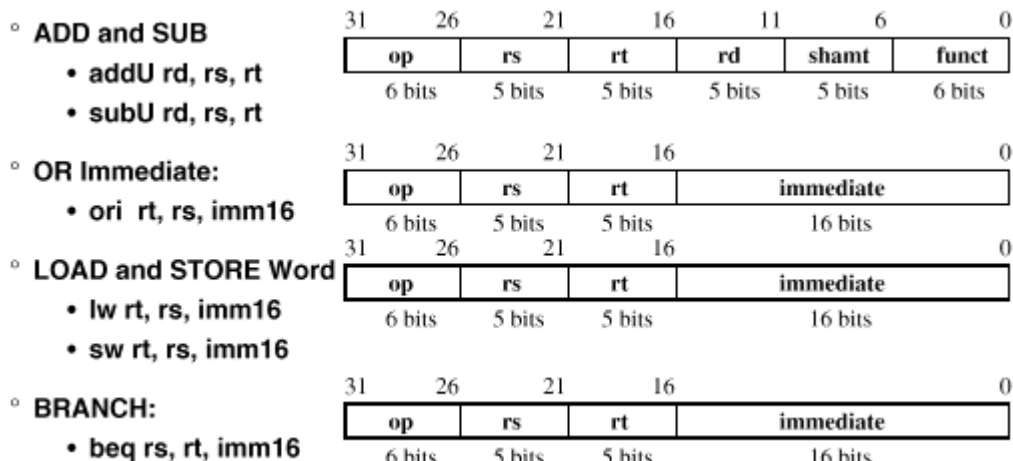 31 26 21 16 11 6 0
° ADD and SUB
op rs rt rd shamt funct
• addU rd, rs, rt
6 bits 5 bits 5 bits 5 bits 5 bits 6 bits
• subU rd, rs, rt
31 26 21 16 0
° OR Immediate:
op rs rt immediate
• ori rt, rs, imm16
6 bits 5 bits 5 bits 16 bits
31 26 21 16 0
° LOAD and STORE Word
op rs rt immediate
• lw rt, rs, imm16
6 bits 5 bits 5 bits 16 bits
• sw rt, rs, imm16
31 26 21 16 0
° BRANCH:
op rs rt immediate
• beq rs, rt, imm16
6 bits 5 bits 5 bits 16 bits